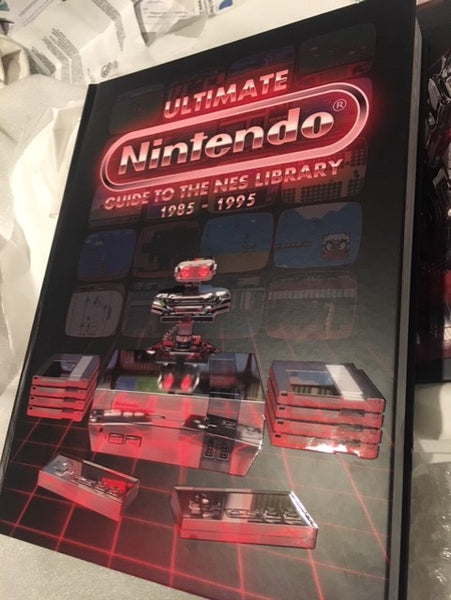 ULTIMATE
Nintendo®
GUIDE TO THE NES LIBRARY
1985 - 1995